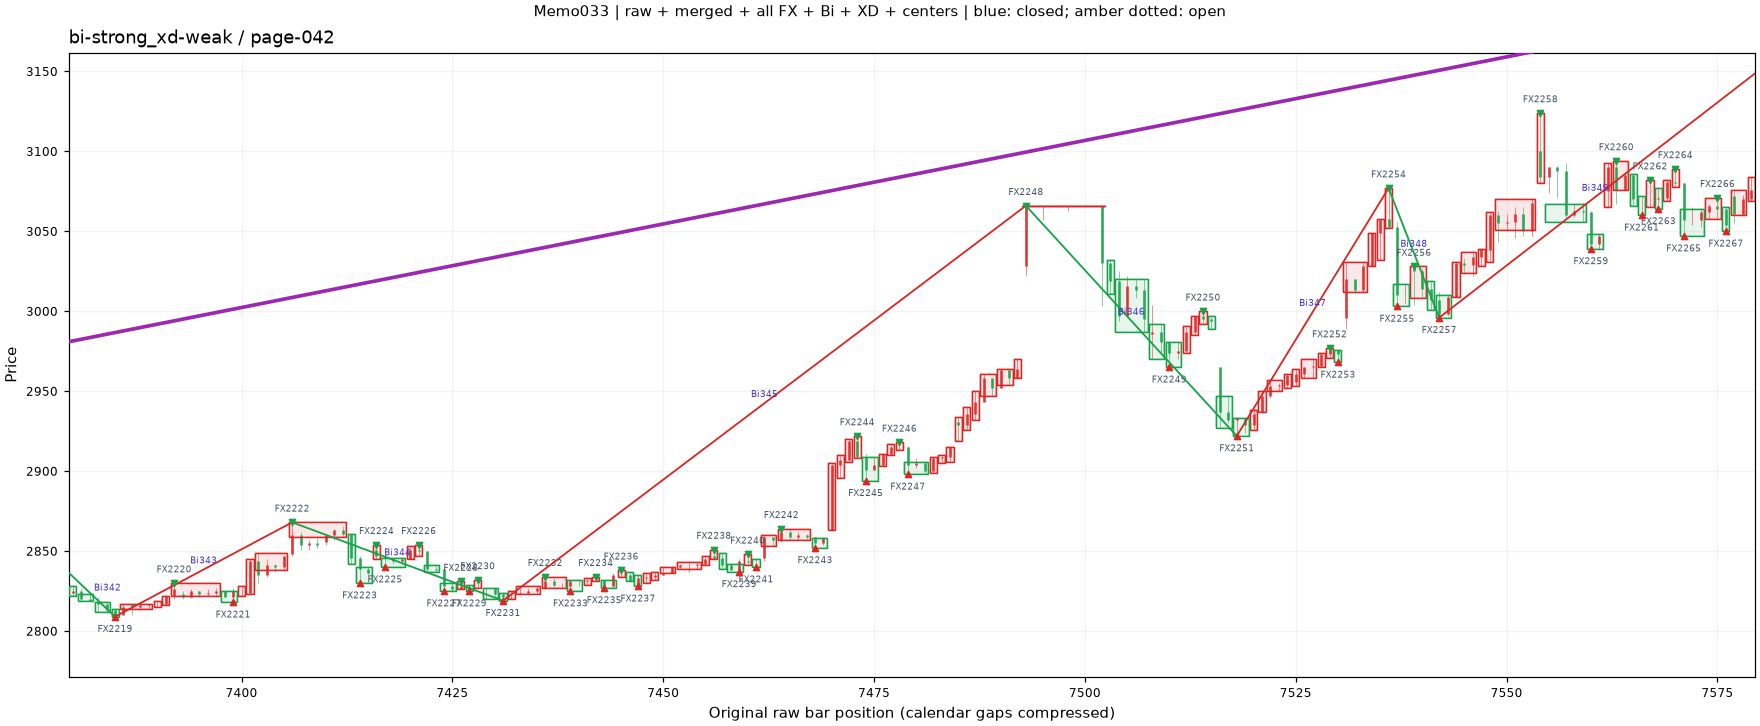 Memo033 | raw + merged + all FX + Bi + XD + centers | blue: closed; amber dotted: open
bi-strong_xd-weak / page-042
3150
3100
3050
3000
2950
2900
2850
2800
Price
7400
7425
7450
7475
7500
7525
7550
7575
Original raw bar position (calendar gaps compressed)
Bi342
FX2219
FX2220
Bi343
FX2221
FX2222
FX2223
FX2224
FX2225
Bi344
FX2226
FX2229
FX2230
FX2231
FX2232
FX2233
FX2234
FX2235
FX2236
FX2237
FX2238
FX2239
FX2240
FX2241
FX2242
FX2243
Bi345
FX2244
FX2245
FX2246
FX2247
FX2248
Bi346
FX2249
FX2250
FX2251
Bi347
FX2252
FX2253
FX2254
Bi348
FX2255
FX2256
FX2257
FX2258
Bi349
FX2259
FX2260
FX2261
FX2262
FX2263
FX2264
FX2265
FX2266
FX2267